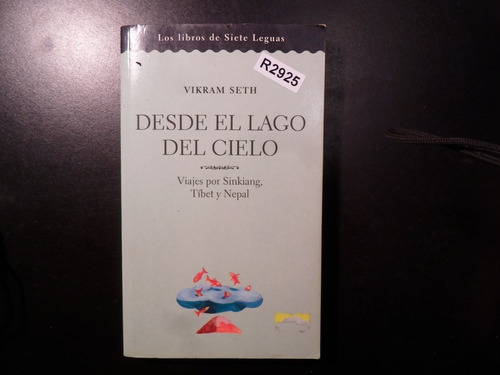 Los libros de Siete Leguas
R2925
VIKRAM SETH
DESDE EL LAGO
DEL CIELO
Viajes por Sinkiang,
Tíbet y Nepal